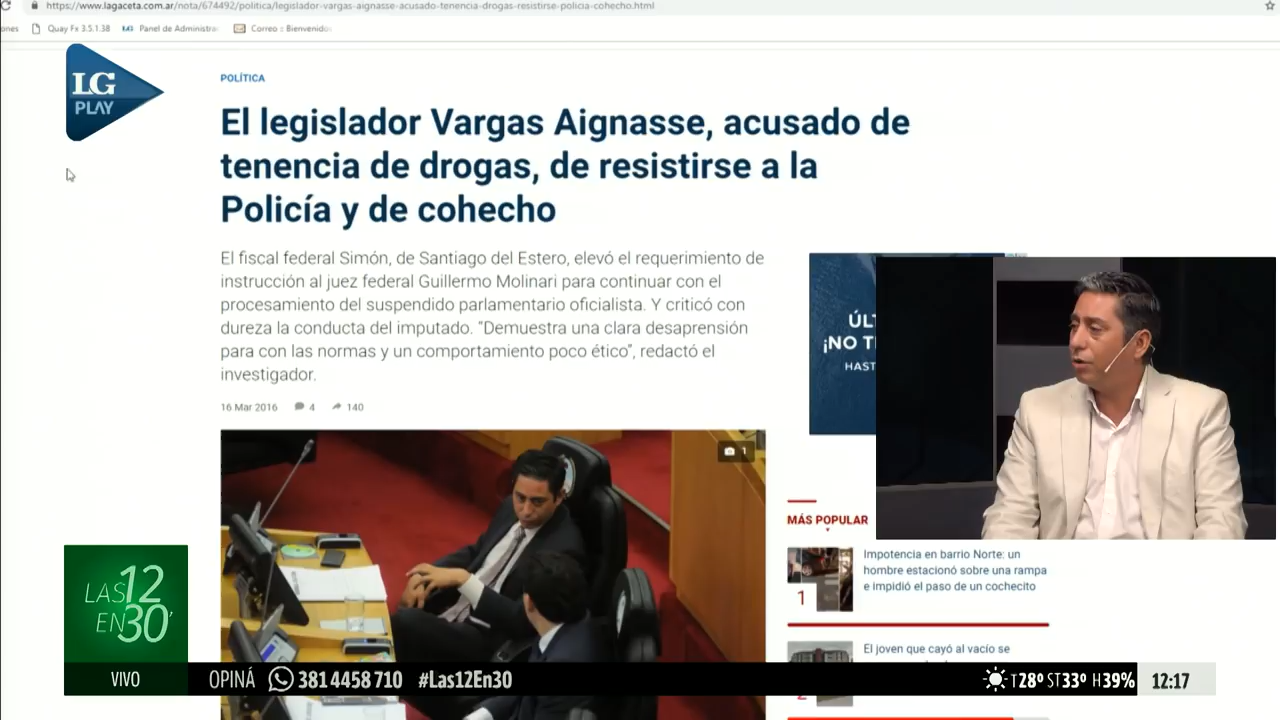 https://www.lagaceta.com.ar/nota/674492/politica/legislador-vargas-aignasse-acusado-tenencia-drogas-resistirse-policia-cohecho.html
ones Quay Fe 3.5.1.38 LG Panel de Administra Correo :: Bienvenido
LG
PLAY
POLÍTICA
El legislador Vargas Aignasse, acusado de
tenencia de drogas, de resistirse a la
Policía y de cohecho
El fiscal federal Simón, de Santiago del Estero, elevó el requerimiento de
instrucción al juez federal Guillermo Molinari para continuar con el
procesamiento del suspendido parlamentario oficialista. Y criticó con
dureza la conducta del imputado. "Demuestra una clara desaprensión
para con las normas y un comportamiento poco ético", redactó el
investigador.
16 Mar 2016 4 140
ÚLT
¡NO T
HAST
1
MÁS POPULAR
Impotencia en barrio Norte: un
hombre estacionó sobre una rampa
e impidió el paso de un cochecito
1
El joven que cayó al vacío se
2
LAS 12
EN 30'
VIVO
OPINÁ 381 4458 710 #Las12En30
T28º ST33º H39% 12:17